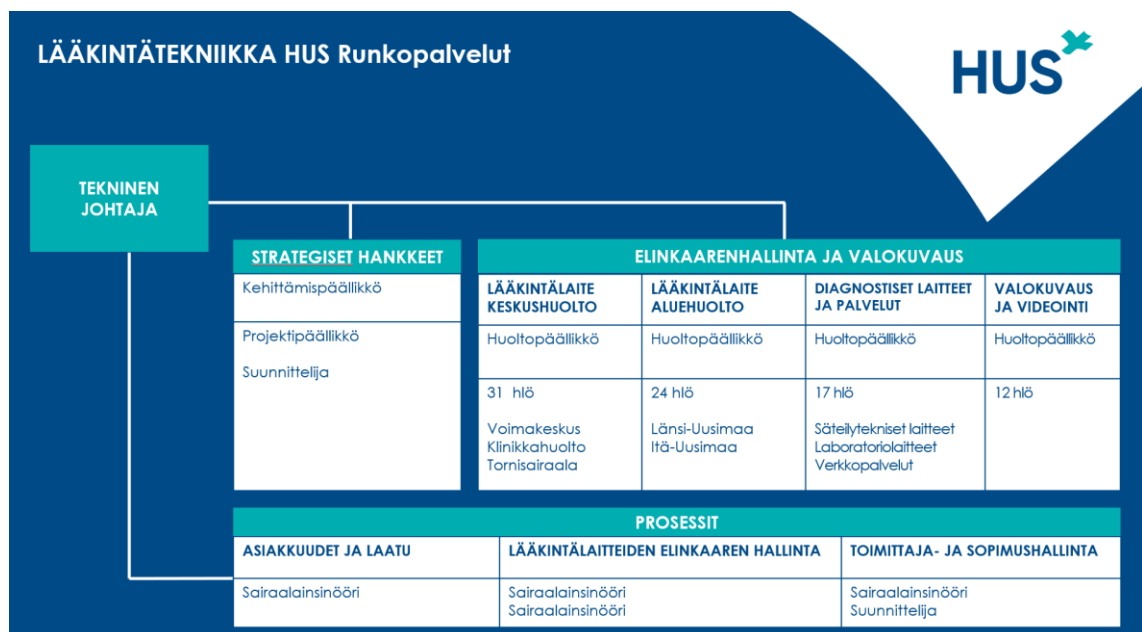 LÄÄKINTÄTEKNIIKKA HUS Runkopalvelut
HUS
TEKNINEN
JOHTAJA
STRATEGISET HANKKEET
Kehittämispäällikkö
Projektipäällikkö
Suunnittelija
ELINKAARENHALLINTA JA VALOKUVAUS
LÄÄKINTÄLAITE
KESKUSHUOLTO
Huoltopäällikkö
31 hlö
Voimakeskus
Klinikkahuolto
Tornisairaala
LÄÄKINTÄLAITE
ALUEHUOLTO
Huoltopäällikkö
24 hlö
Länsi-Uusimaa
Itä-Uusimaa
DIAGNOSTISET LAITTEET
JA PALVELUT
Huoltopäällikkö
17 hlö
Säteilytekniset laitteet
Laboratoriolaitteet
Verkkopalvelut
VALOKUVAUS
JA VIDEOINTI
Huoltopäällikkö
12 hlö
PROSESSIT
ASIAKKUUDET JA LAATU
Sairaalainsinööri
LÄÄKINTÄLAITTEIDEN ELINKAAREN HALLINTA
Sairaalainsinööri
Sairaalainsinööri
TOIMITTAJA- JA SOPIMUSHALLINTA
Sairaalainsinööri
Suunnittelija